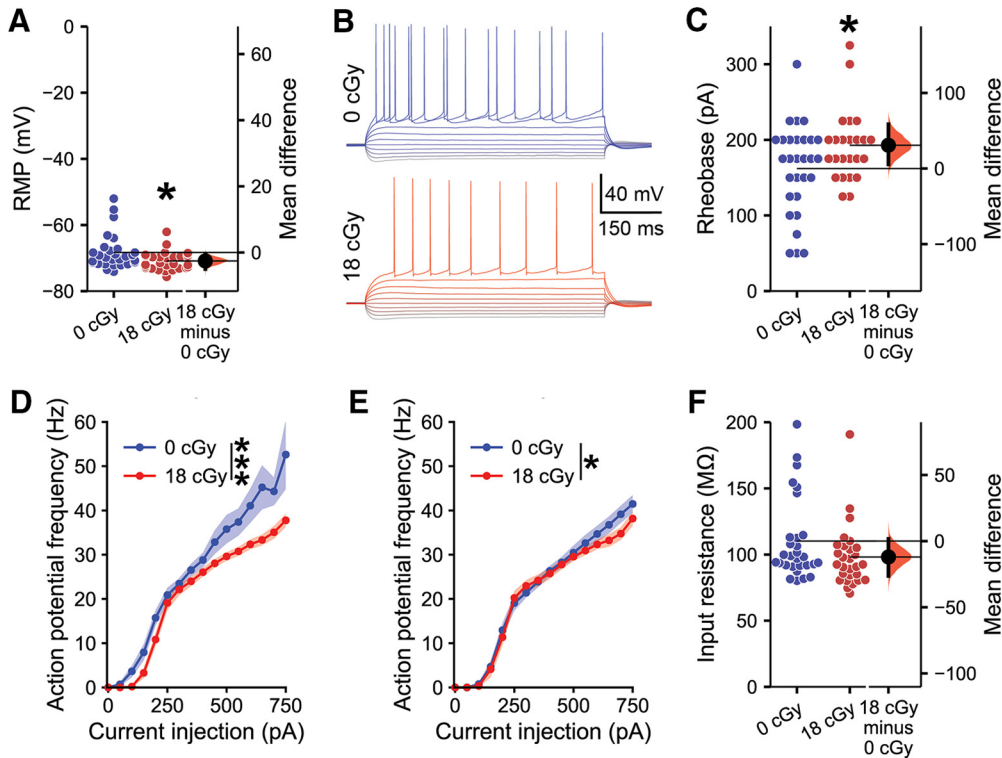 A
RMP (mV)
0
−20
−40
−60
−80
60
40
20
0
Mean difference
*
0 cGy
18 cGy
18 cGy
minus
0 cGy
B
0 cGy
18 cGy
40 mV
150 ms
C
Rheobase (pA)
300
200
100
0
100
0
−100
Mean difference
*
0 cGy
18 cGy
18 cGy
minus
0 cGy
D
Action potential frequency (Hz)
60
50
40
30
20
10
0
0 cGy
18 cGy
***
0
250
500
750
Current injection (pA)
E
Action potential frequency (Hz)
60
50
40
30
20
10
0
0 cGy
18 cGy
*
0
250
500
750
Current injection (pA)
F
Input resistance (MΩ)
200
150
100
50
0
50
0
−50
−100
Mean difference
0 cGy
18 cGy
18 cGy
minus
0 cGy